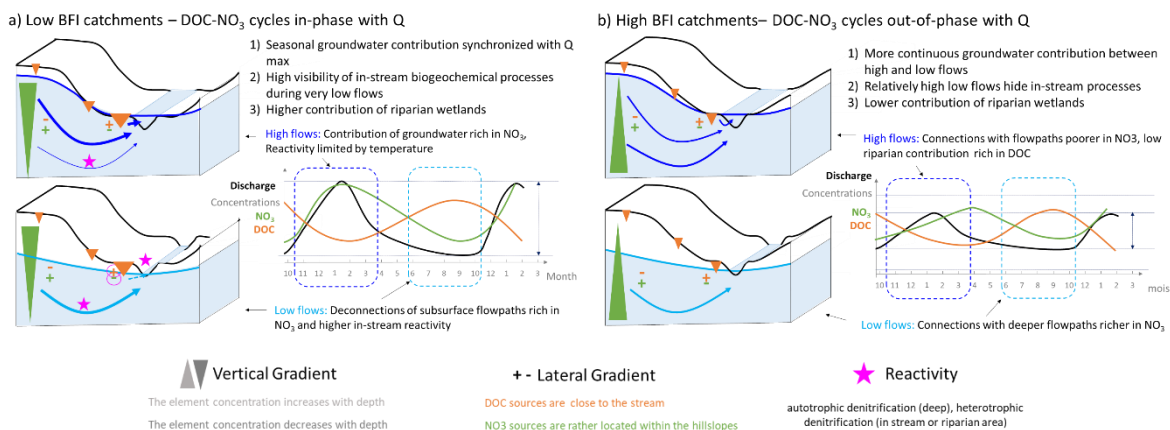 a) Low BFI catchments – DOC-NO3 cycles in-phase with Q
1) Seasonal groundwater contribution synchronized with Q
max
2) High visibility of in-stream biogeochemical processes
during very low flows
3) Higher contribution of riparian wetlands
High flows: Contribution of groundwater rich in NO3,
Reactivity limited by temperature
Discharge
Concentrations
NO3
DOC
10 11 12 1 2 3 4 5 6 7 8 9 10 11 12 1 2 3
Month
Low flows: Deconnections of subsurface flowpaths rich in
NO3 and higher in-stream reactivity
b) High BFI catchments– DOC-NO3 cycles out-of-phase with Q
1) More continuous groundwater contribution between
high and low flows
2) Relatively high low flows hide in-stream processes
3) Lower contribution of riparian wetlands
High flows: Connections with flowpaths poorer in NO3, low
riparian contribution rich in DOC
Discharge
Concentrations
NO3
DOC
10 11 12 1 2 3 4 5 6 7 8 9 10 11 12 1 2 3
mois
Low flows: Connections with deeper flowpaths richer in NO3
Vertical Gradient
The element concentration increases with depth
The element concentration decreases with depth
+ - Lateral Gradient
DOC sources are close to the stream
NO3 sources are rather located within the hillslopes
Reactivity
autotrophic denitrification (deep), heterotrophic
denitrification (in stream or riparian area)